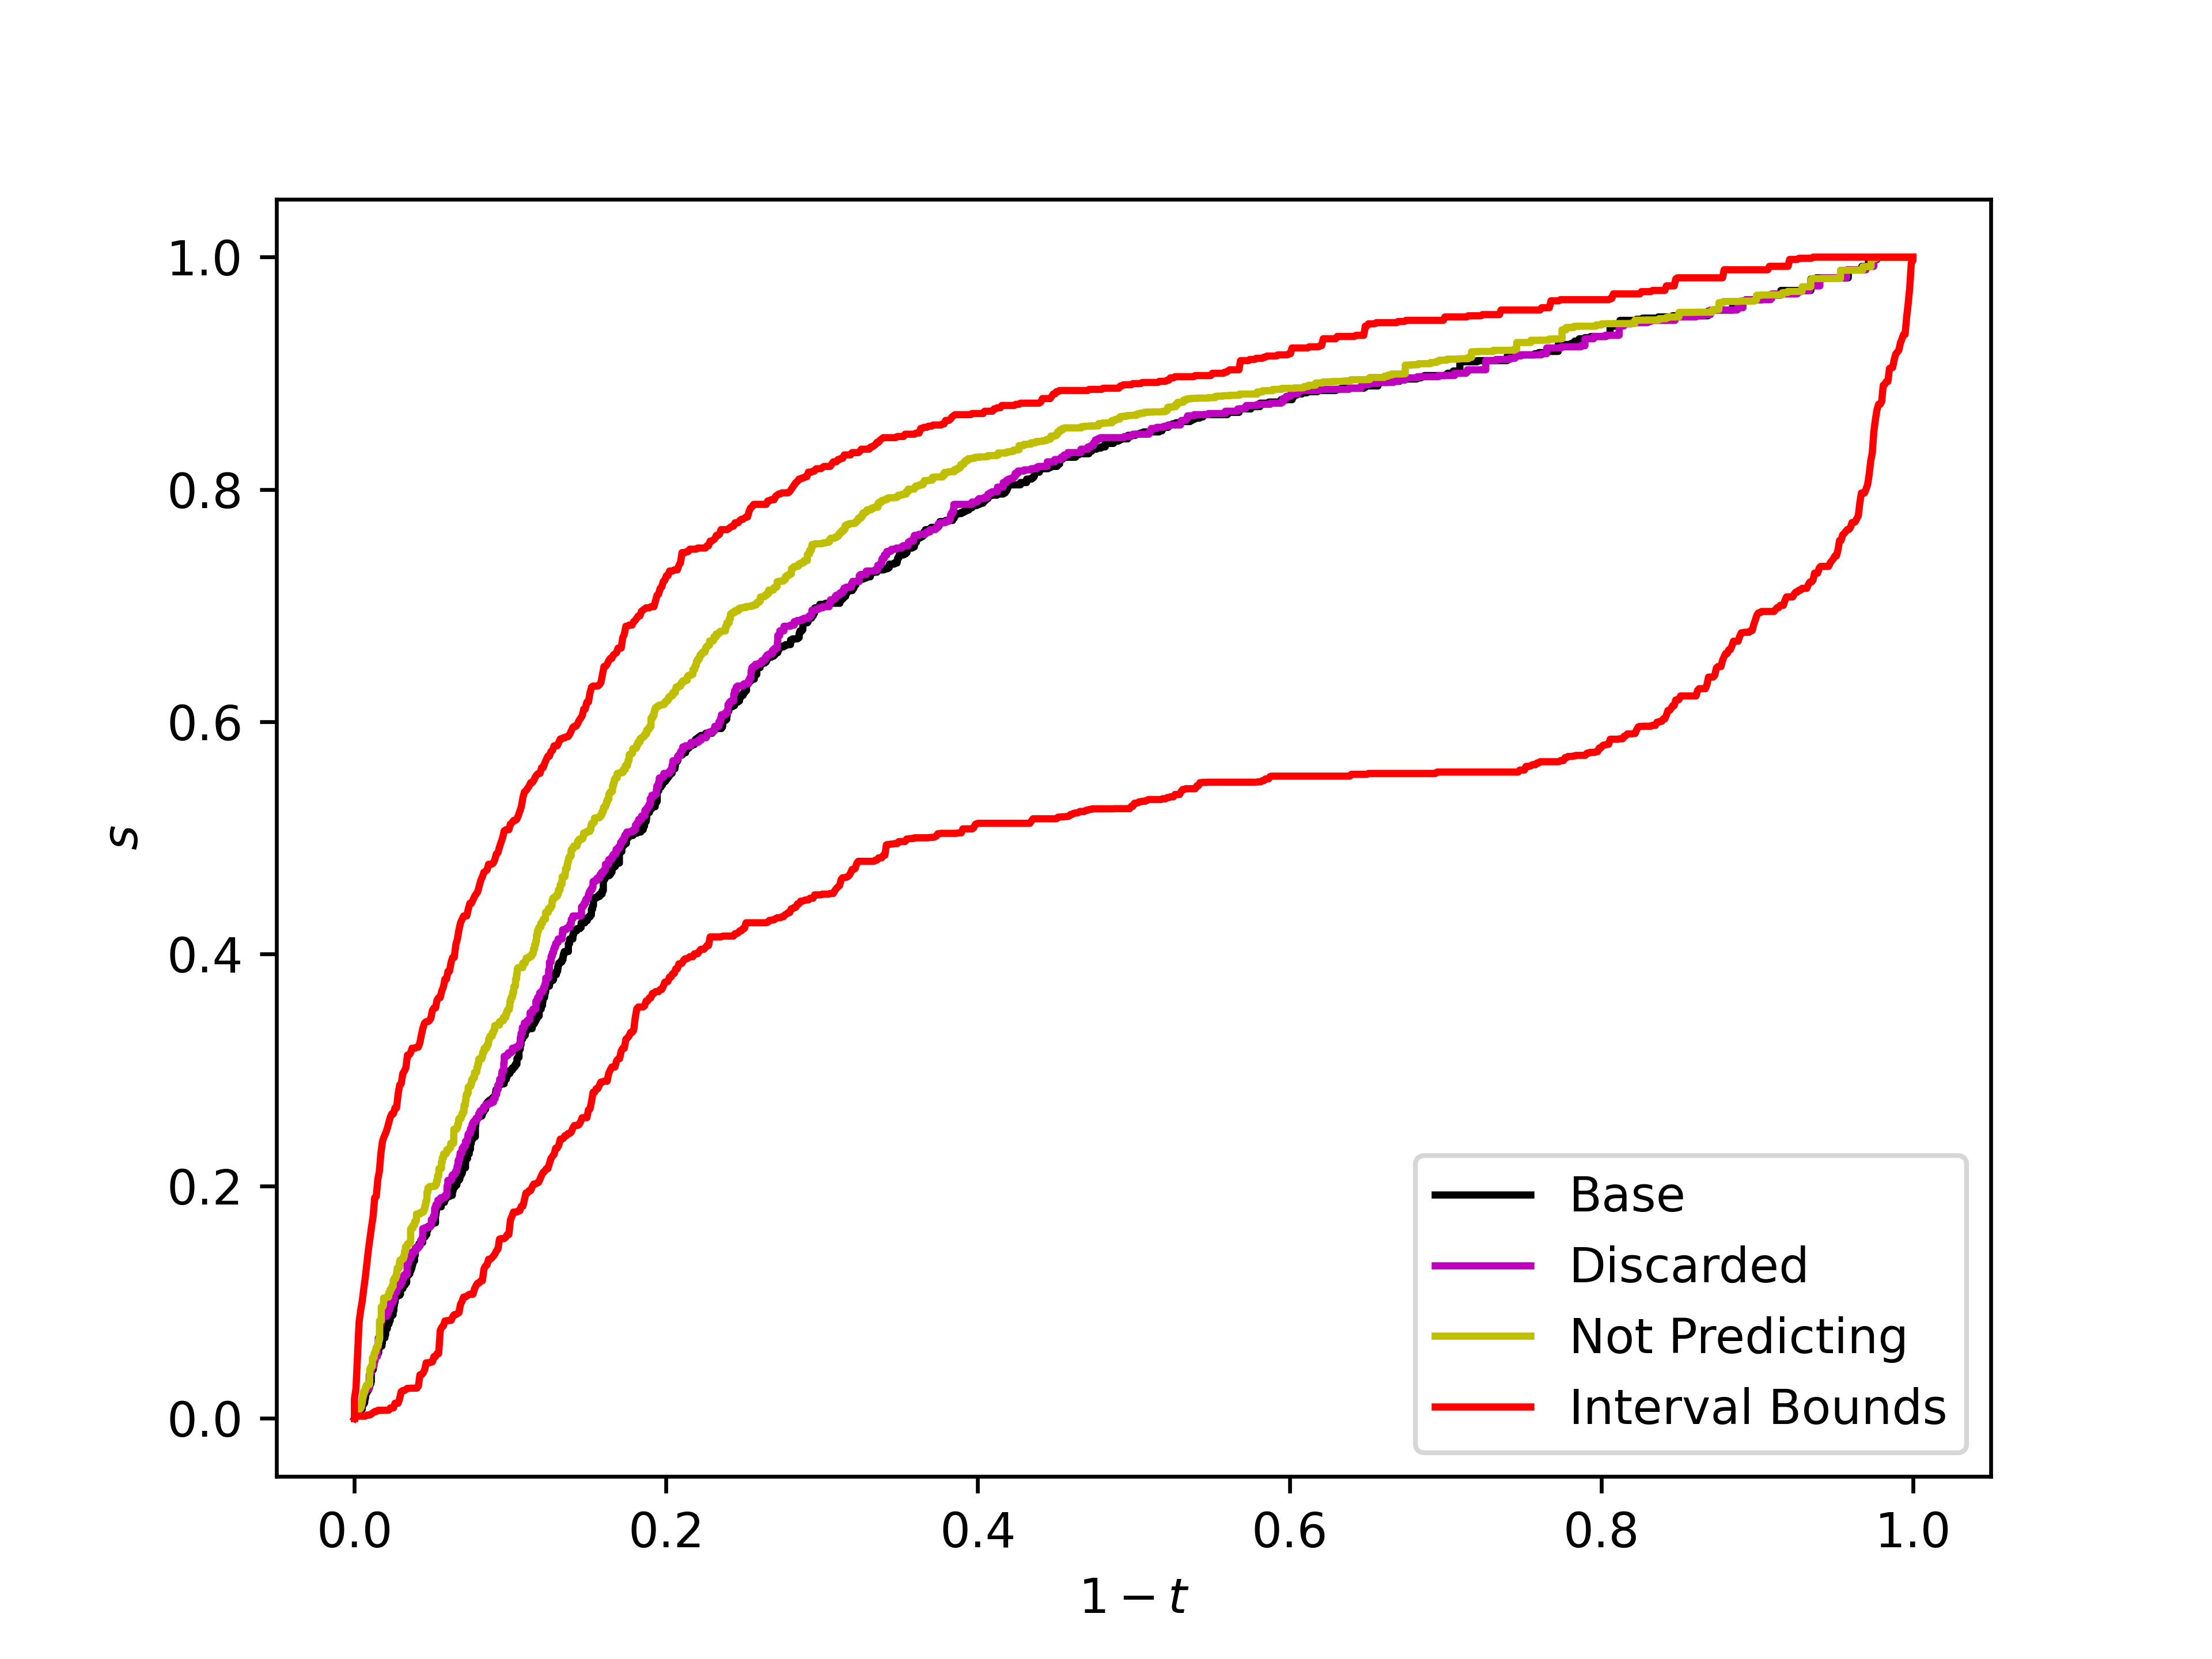 1.0
0.8
0.6
s
0.4
0.2
0.0
Base
Discarded
Not Predicting
Interval Bounds
0.0 0.2 0.4 0.6 0.8 1.0
1 − t